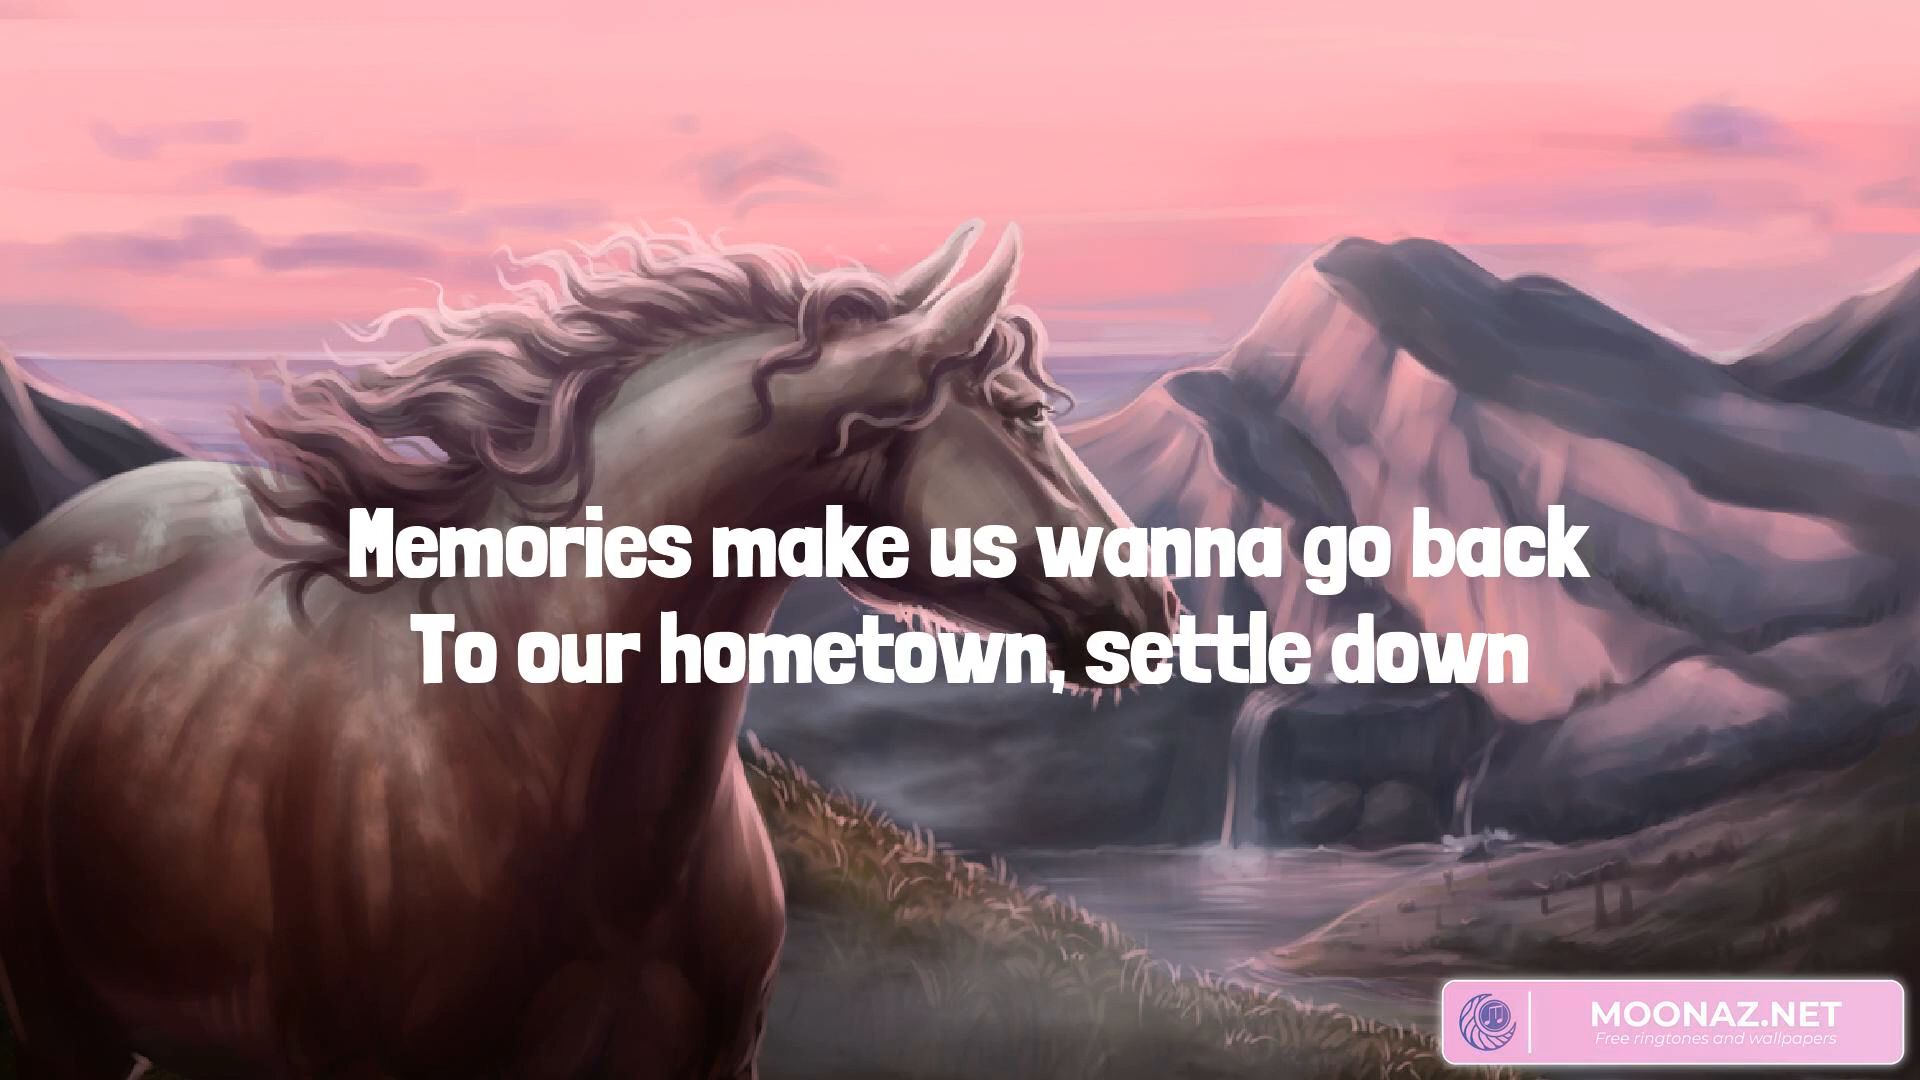 Memories make us wanna go back
To our hometown, settle down
MOONAZ.NET
Free ringtones and wallpapers